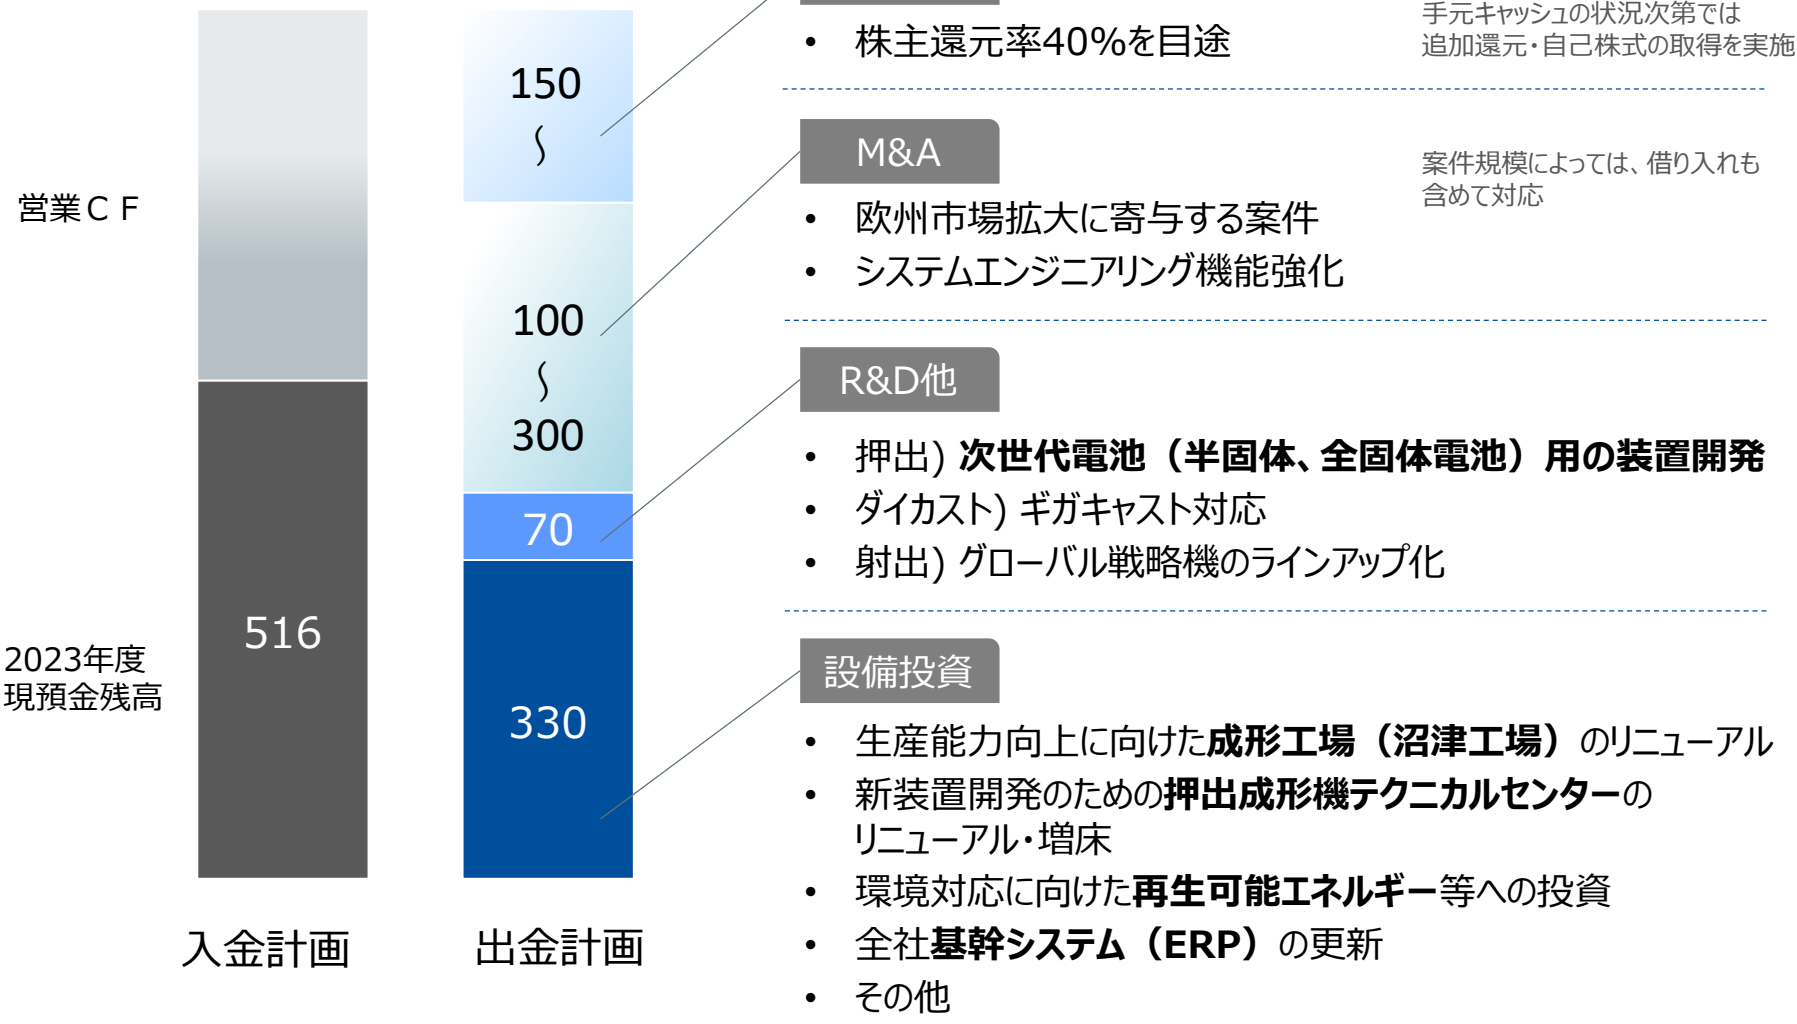 手元キャッシュの状況次第では
追加還元・自己株式の取得を実施
• 株主還元率40%を目途
150
～
M&A
案件規模によっては、借り入れも
含めて対応
営業ＣＦ
• 欧州市場拡大に寄与する案件
• システムエンジニアリング機能強化
100
～
300
R&D他
• 押出) 次世代電池（半固体、全固体電池）用の装置開発
• ダイカスト) ギガキャスト対応
• 射出) グローバル戦略機のラインアップ化
70
516
2023年度
現預金残高
設備投資
330
• 生産能力向上に向けた成形工場（沼津工場）のリニューアル
• 新装置開発のための押出成形機テクニカルセンターの
リニューアル・増床
• 環境対応に向けた再生可能エネルギー等への投資
• 全社基幹システム（ERP）の更新
• その他
入金計画
出金計画